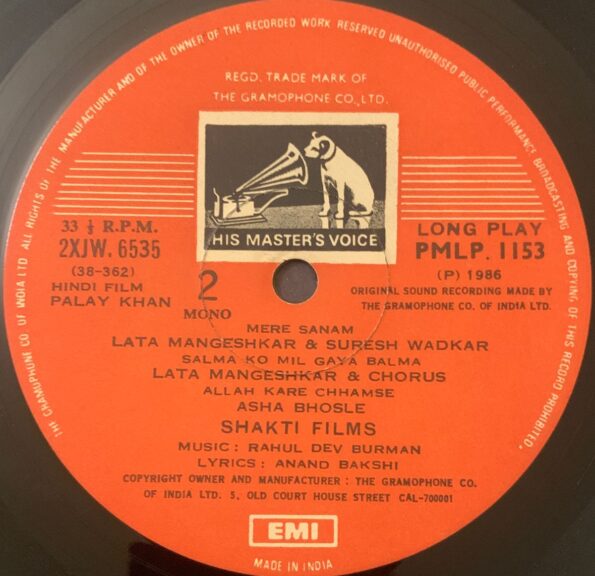 THE GRAMOPHONE CO. OF INDIA LTD. ALL RIGHTS OF THE MANUFACTURER AND OF THE OWNER OF THE RECORDED WORK RESERVED UNAUTHORISED PUBLIC PERFORMANCE BROADCASTING AND COPYING OF THIS RECORD PROHIBITED.
REGD. TRADE MARK OF
THE GRAMOPHONE CO., LTD.
HIS MASTER'S VOICE
33 ⅓ R.P.M.
2XJW. 6535
(38-362)
HINDI FILM
PALAY KHAN
2
MONO
LONG PLAY
PMLP. 1153
(P) 1986
ORIGINAL SOUND RECORDING MADE BY
THE GRAMOPHONE CO. OF INDIA LTD.
MERE SANAM
LATA MANGESHKAR & SURESH WADKAR
SALMA KO MIL GAYA BALMA
LATA MANGESHKAR & CHORUS
ALLAH KARE CHHAMSE
ASHA BHOSLE
SHAKTI FILMS
MUSIC : RAHUL DEV BURMAN
LYRICS : ANAND BAKSHI
COPYRIGHT OWNER AND MANUFACTURER : THE GRAMOPHONE CO.
OF INDIA LTD. 5, OLD COURT HOUSE STREET CAL-700001
EMI
MADE IN INDIA